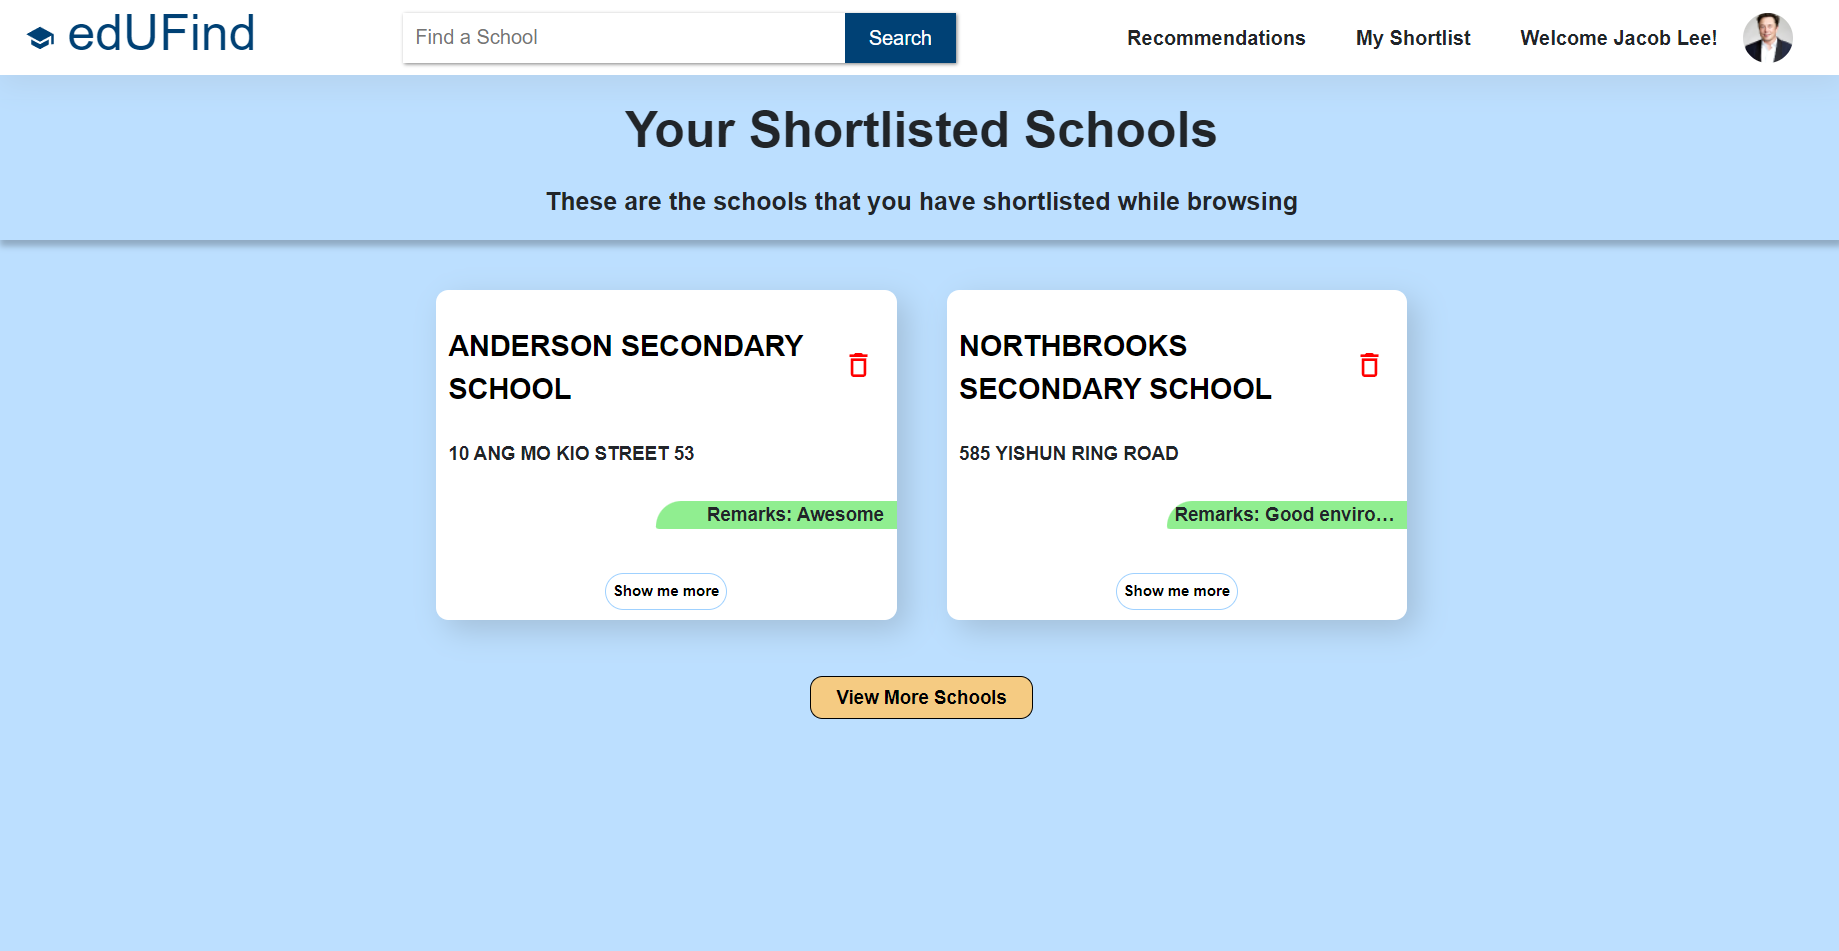 edUFind
Find a School
Search
Recommendations
My Shortlist
Welcome Jacob Lee!
Your Shortlisted Schools
These are the schools that you have shortlisted while browsing
ANDERSON SECONDARY
SCHOOL
10 ANG MO KIO STREET 53
Remarks: Awesome
Show me more
NORTHBROOKS
SECONDARY SCHOOL
585 YISHUN RING ROAD
Remarks: Good enviro...
Show me more
View More Schools